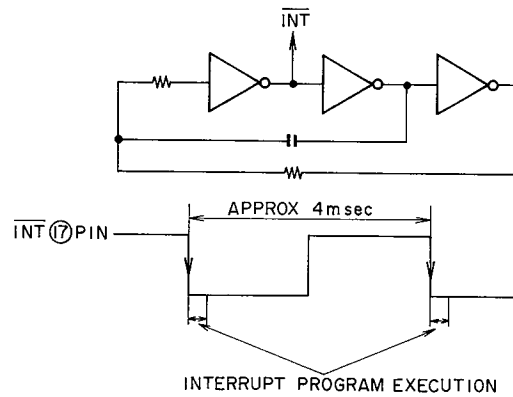 INT
APPROX 4msec
INT ⑰ PIN
INTERRUPT PROGRAM EXECUTION